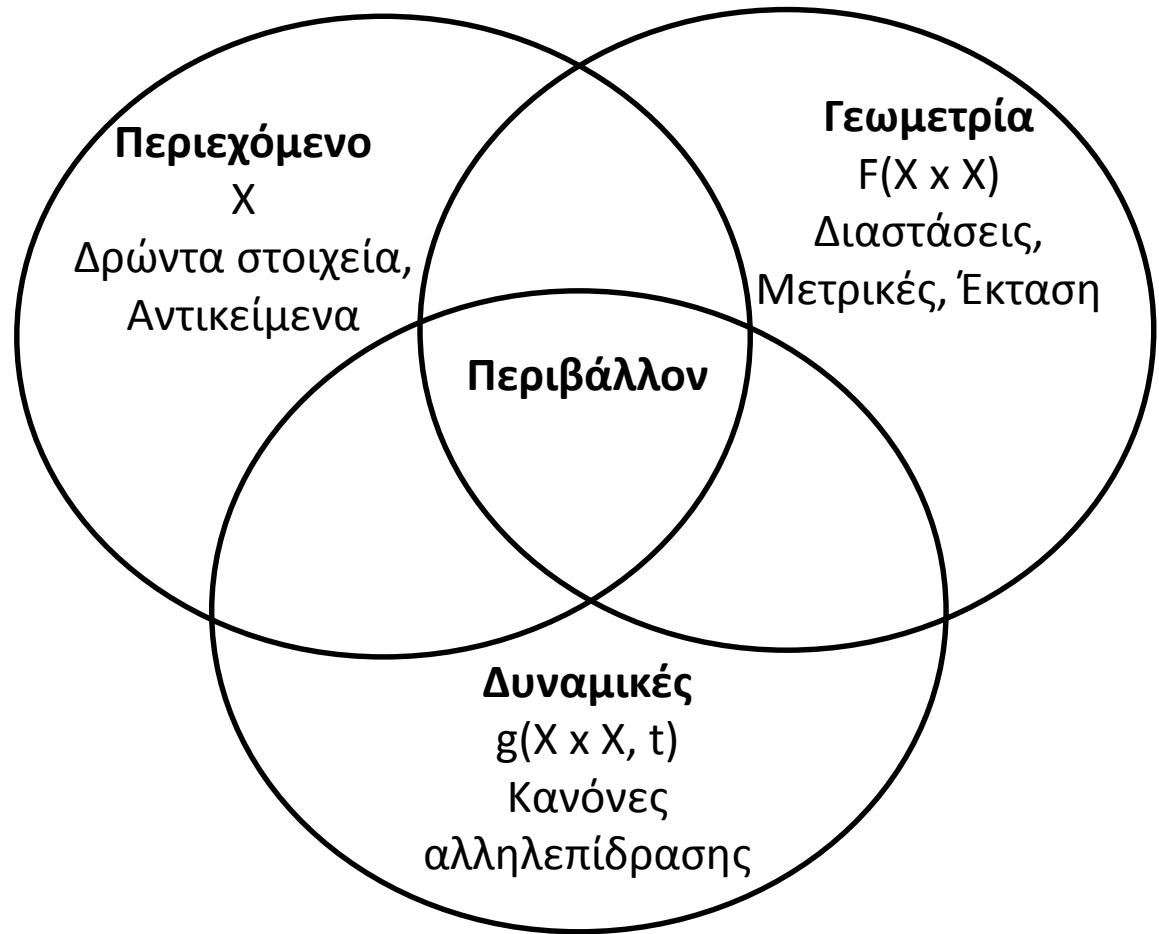 Περιεχόμενο
X
Δρώντα στοιχεία,
Αντικείμενα
Γεωμετρία
F(X x X)
Διαστάσεις,
Μετρικές, Έκταση
Περιβάλλον
Δυναμικές
g(X x X, t)
Κανόνες
αλληλεπίδρασης